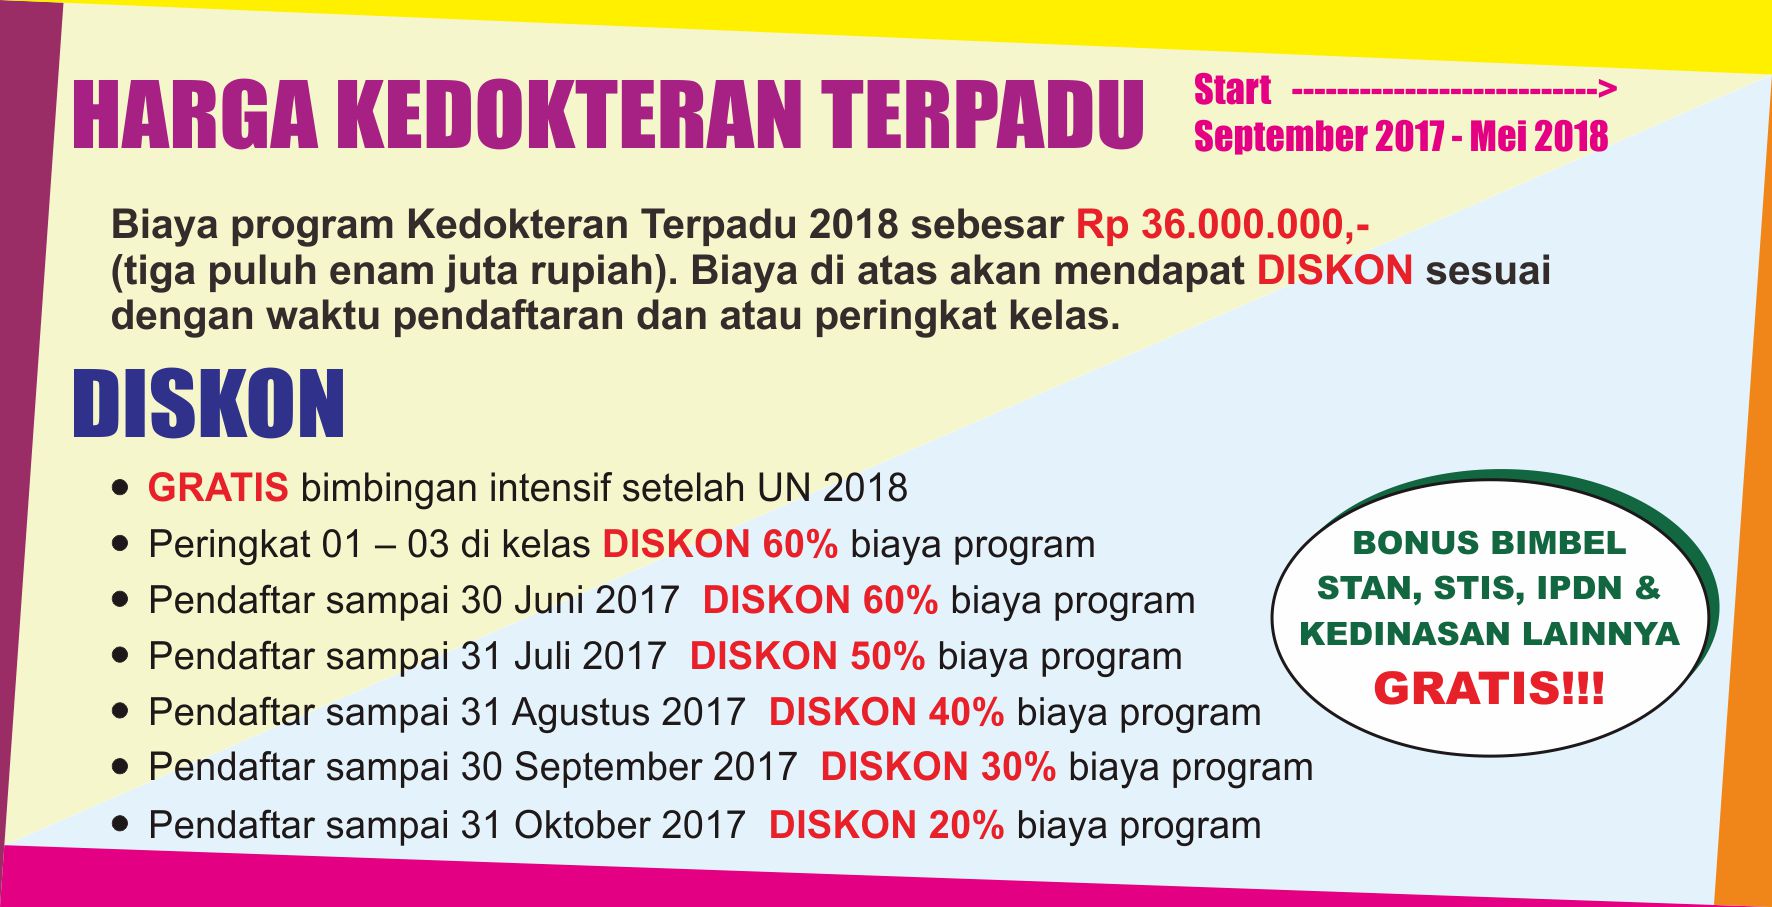 HARGA KEDOKTERAN TERPADU
Start --------------------------->
September 2017 - Mei 2018
Biaya program Kedokteran Terpadu 2018 sebesar Rp 36.000.000,-
(tiga puluh enam juta rupiah). Biaya di atas akan mendapat DISKON sesuai
dengan waktu pendaftaran dan atau peringkat kelas.
DISKON
• GRATIS bimbingan intensif setelah UN 2018
• Peringkat 01 – 03 di kelas DISKON 60% biaya program
• Pendaftar sampai 30 Juni 2017 DISKON 60% biaya program
• Pendaftar sampai 31 Juli 2017 DISKON 50% biaya program
• Pendaftar sampai 31 Agustus 2017 DISKON 40% biaya program
• Pendaftar sampai 30 September 2017 DISKON 30% biaya program
• Pendaftar sampai 31 Oktober 2017 DISKON 20% biaya program
BONUS BIMBEL
STAN, STIS, IPDN &
KEDINASAN LAINNYA
GRATIS!!!